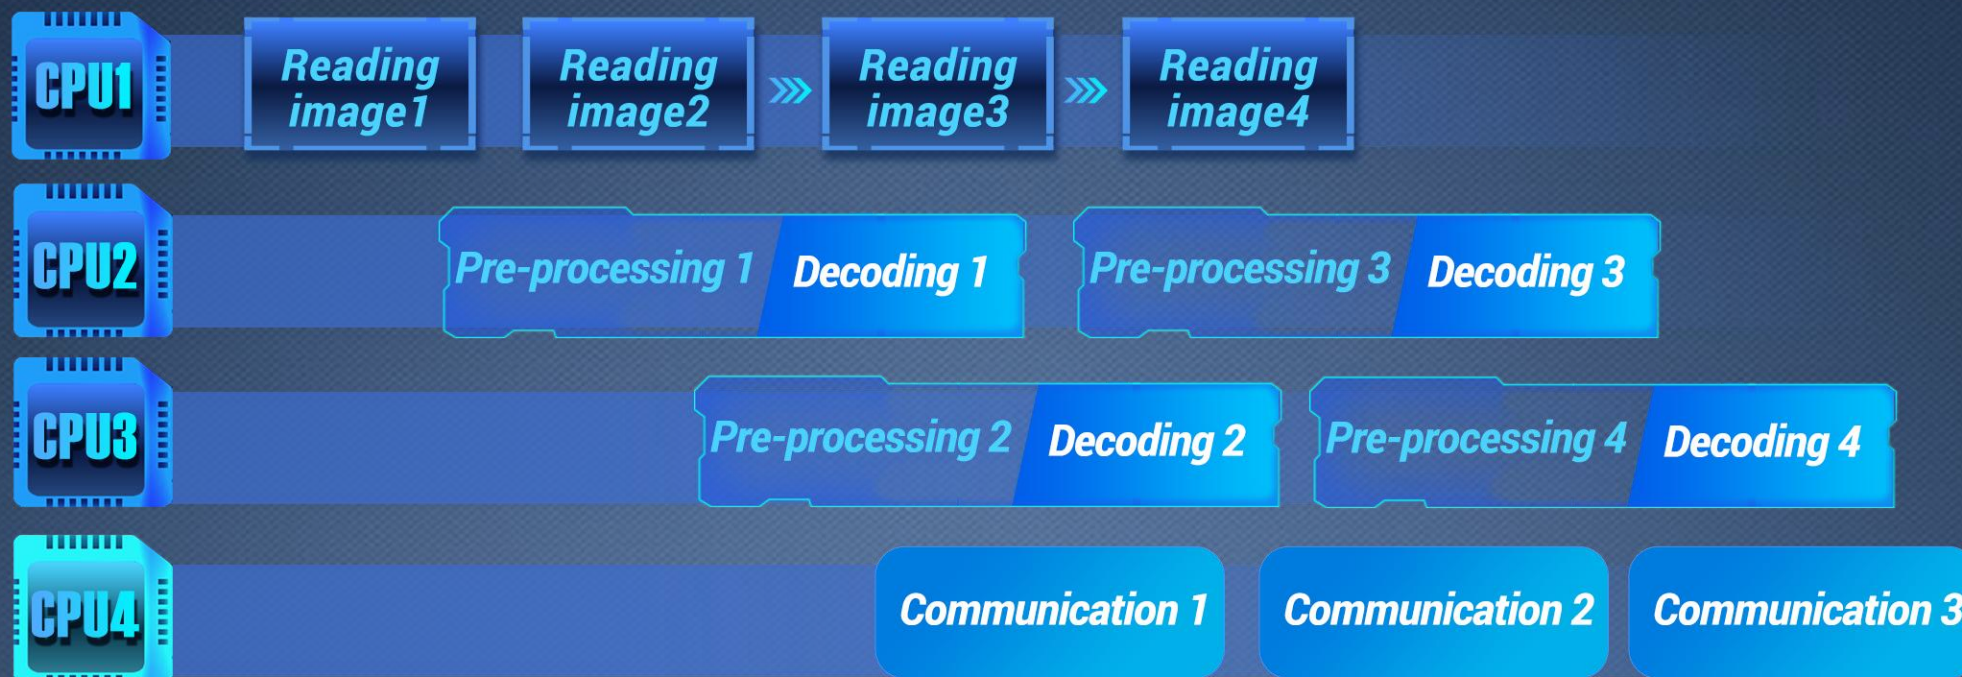 CPU1
Reading
image1
Reading
image2
Reading
image3
Reading
image4
CPU2
Pre-processing 1
Decoding 1
Pre-processing 3
Decoding 3
CPU3
Pre-processing 2
Decoding 2
Pre-processing 4
Decoding 4
CPU4
Communication 1
Communication 2
Communication 3